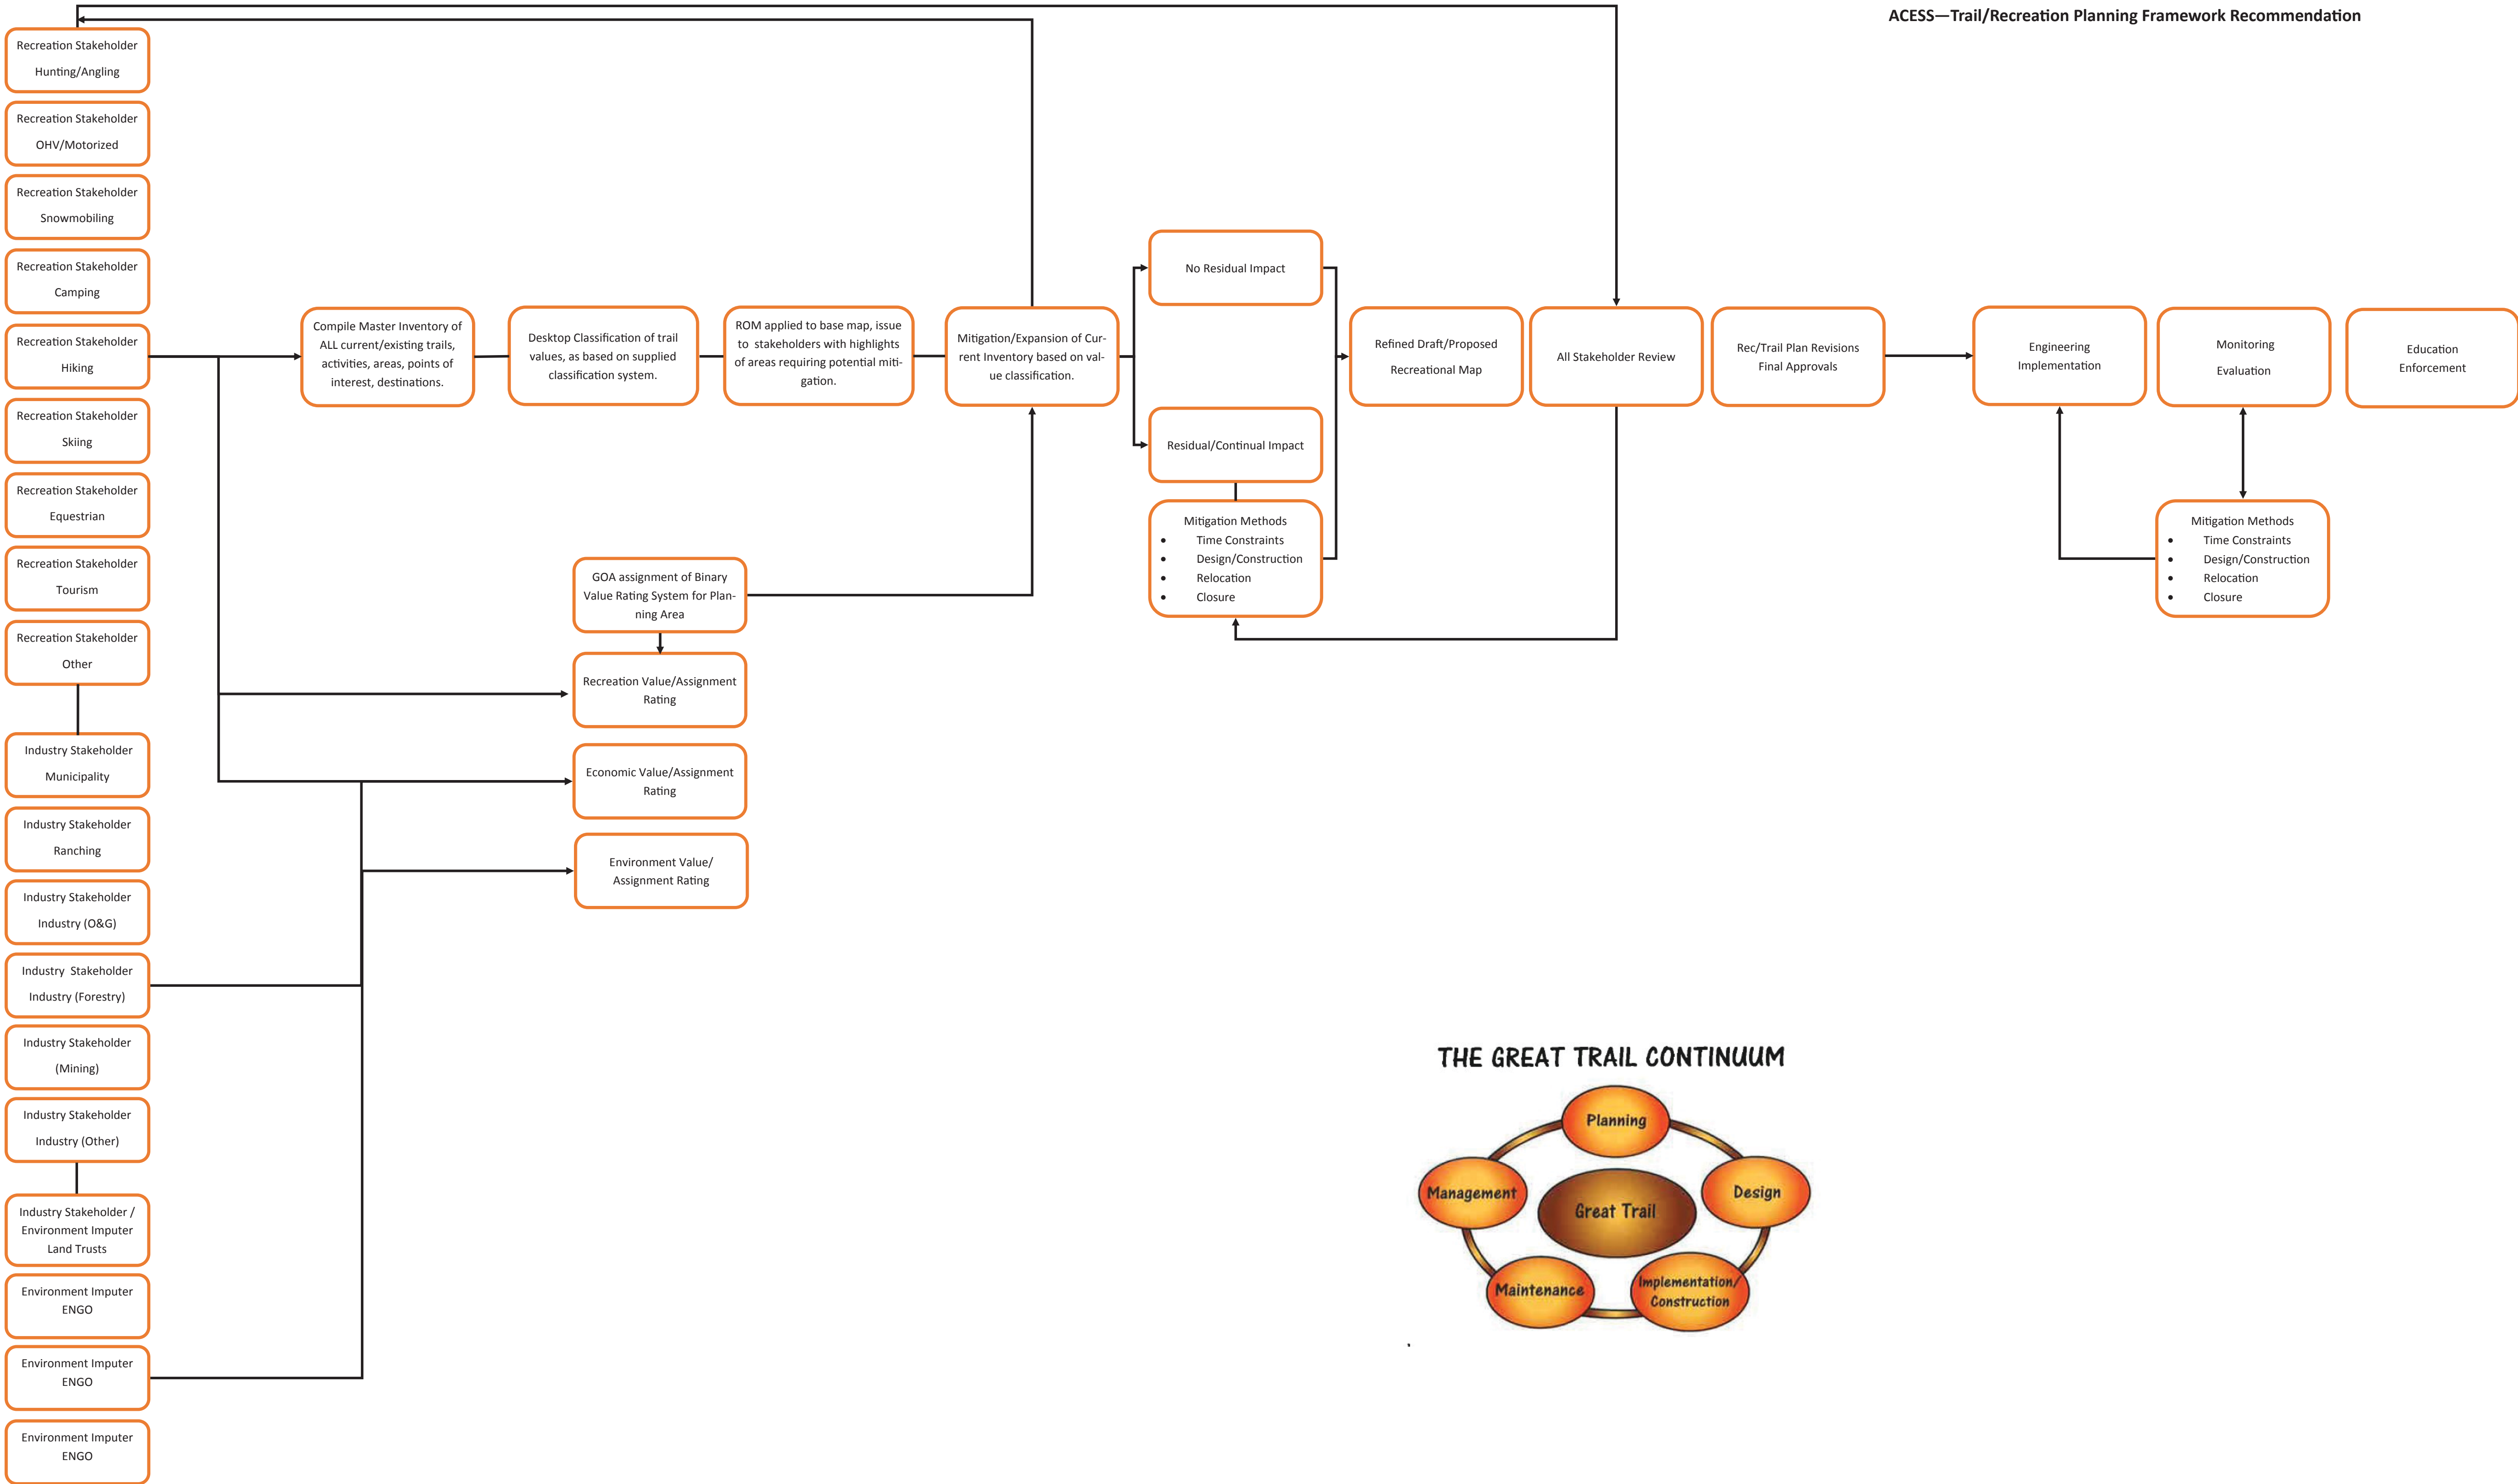 ACESS—Trail/Recreation Planning Framework Recommendation
Recreation Stakeholder
Hunting/Angling
Recreation Stakeholder
OHV/Motorized
Recreation Stakeholder
Snowmobiling
Recreation Stakeholder
Camping
Recreation Stakeholder
Hiking
Recreation Stakeholder
Skiing
Recreation Stakeholder
Equestrian
Recreation Stakeholder
Tourism
Recreation Stakeholder
Other
Industry Stakeholder
Municipality
Industry Stakeholder
Ranching
Industry Stakeholder
Industry (O&G)
Industry  Stakeholder
Industry (Forestry)
Industry Stakeholder
(Mining)
Industry Stakeholder
Industry (Other)
Industry Stakeholder /
Environment Imputer
Land Trusts
Environment Imputer
ENGO
Environment Imputer
ENGO
Environment Imputer
ENGO
Compile Master Inventory of
ALL current/existing trails,
activities, areas, points of
interest, destinations.
Desktop Classification of trail
values, as based on supplied
classification system.
ROM applied to base map, issue
to  stakeholders with highlights
of areas requiring potential miti-
gation.
Mitigation/Expansion of Cur-
rent Inventory based on val-
ue classification.
No Residual Impact
Residual/Continual Impact
Mitigation Methods
• Time Constraints
• Design/Construction
• Relocation
• Closure
Refined Draft/Proposed
Recreational Map
All Stakeholder Review
Rec/Trail Plan Revisions
Final Approvals
Engineering
Implementation
Monitoring
Evaluation
Education
Enforcement
Mitigation Methods
• Time Constraints
• Design/Construction
• Relocation
• Closure
GOA assignment of Binary
Value Rating System for Plan-
ning Area
Recreation Value/Assignment
Rating
Economic Value/Assignment
Rating
Environment Value/
Assignment Rating
THE GREAT TRAIL CONTINUUM
Planning
Management
Design
Great Trail
Maintenance
Implementation/
Construction